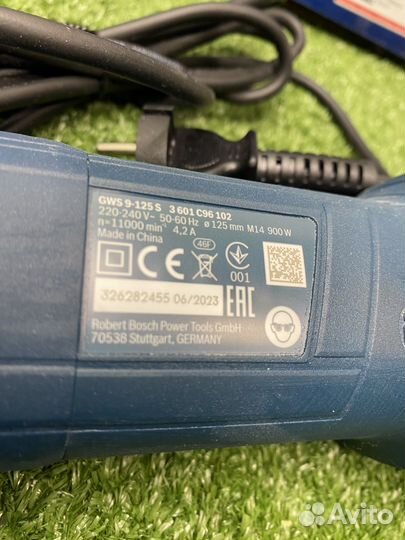 GWS 9-125 S 3 601 C96 102
220-240 V~ 50-60 Hz ø 125 mm M14 900 W
n=11000 min⁻¹ 4,2 A
Made in China
46F
001
CE
EAC
326282455 06/2023
Robert Bosch Power Tools GmbH
70538 Stuttgart, GERMANY
Avito